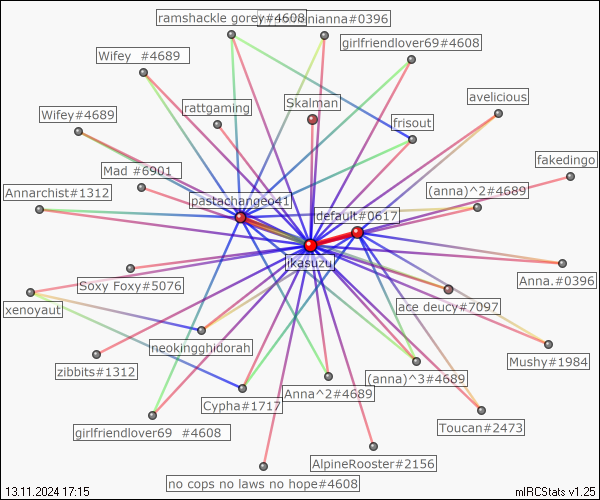 ramshackle gorey#4608
nianna#0396
girlfriendlover69#4608
Wifey  #4689
avelicious
rattgaming
Skalman
Wifey#4689
frisout
fakedingo
Mad #6901
(anna)^2#4689
Annarchist#1312
pastachangeo41
default#0617
ikasuzu
Anna.#0396
Soxy Foxy#5076
ace deucy#7097
xenoyaut
neokingghidorah
Mushy#1984
zibbits#1312
(anna)^3#4689
Anna^2#4689
Cypha#1717
Toucan#2473
girlfriendlover69  #4608
AlpineRooster#2156
no cops no laws no hope#4608
13.11.2024 17:15
mIRCStats v1.25